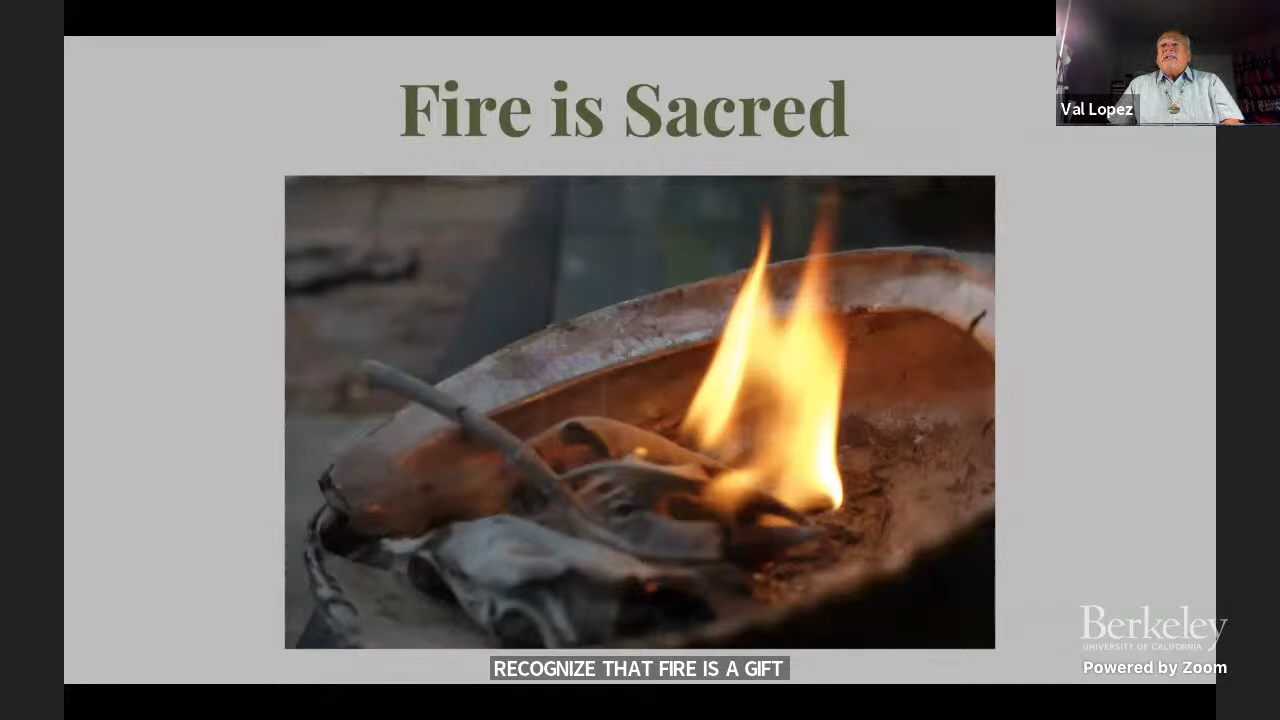 Fire is Sacred
Val Lopez
RECOGNIZE THAT FIRE IS A GIFT
Berkeley
UNIVERSITY OF CALIFORNIA
Powered by Zoom